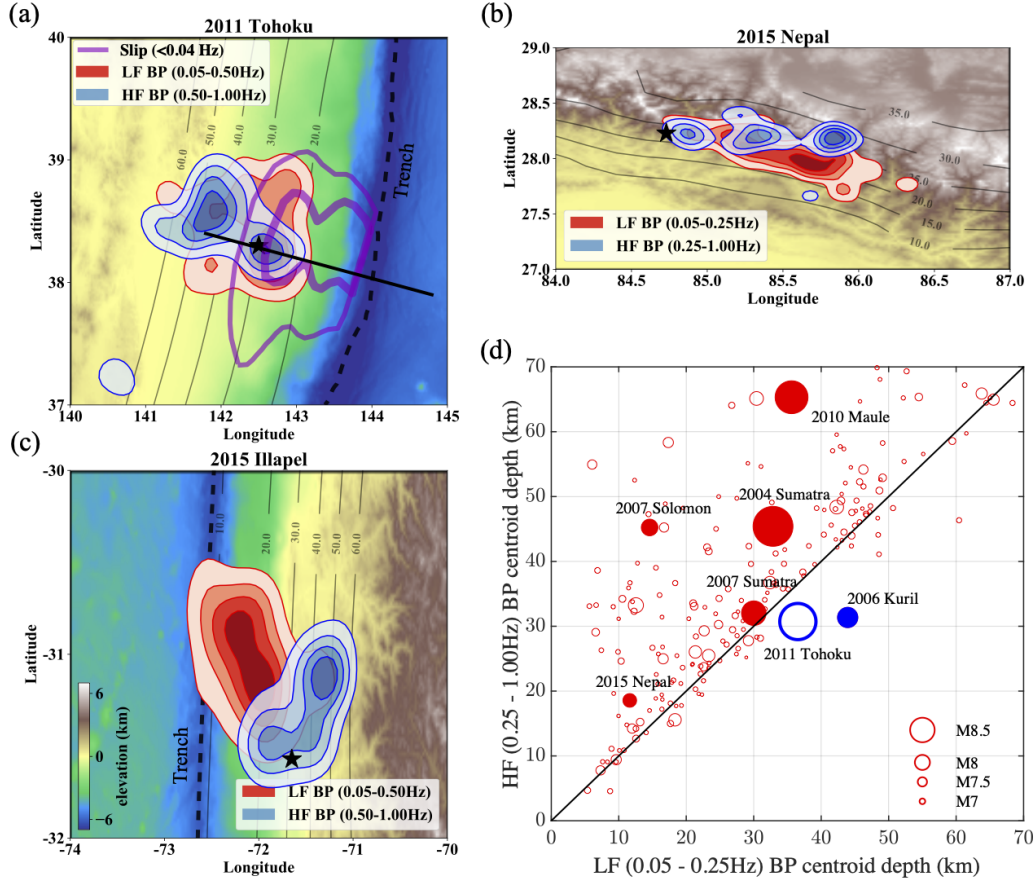 (a)
2011 Tohoku
Slip (<0.04 Hz)
LF BP (0.05-0.50Hz)
HF BP (0.50-1.00Hz)
60.0
50.0
40.0
30.0
20.0
Trench
Latitude
40
39
38
37
140
141
142
143
144
145
Longitude
(b)
2015 Nepal
35.0
30.0
25.0
20.0
15.0
10.0
LF BP (0.05-0.25Hz)
HF BP (0.25-1.00Hz)
Latitude
29.0
28.5
28.0
27.5
27.0
84.0
84.5
85.0
85.5
86.0
86.5
87.0
Longitude
(c)
2015 Illapel
10.0
20.0
30.0
40.0
50.0
60.0
Trench
6
0
−6
elevation (km)
LF BP (0.05-0.50Hz)
HF BP (0.50-1.00Hz)
Latitude
-30
-31
-32
-74
-73
-72
-71
-70
Longitude
(d)
HF (0.25 - 1.00Hz) BP centroid depth (km)
70
60
50
40
30
20
10
0
2010 Maule
2004 Sumatra
2007 Solomon
2007 Sumatra
2006 Kuril
2011 Tohoku
2015 Nepal
M8.5
M8
M7.5
M7
0
10
20
30
40
50
60
70
LF (0.05 - 0.25Hz) BP centroid depth (km)